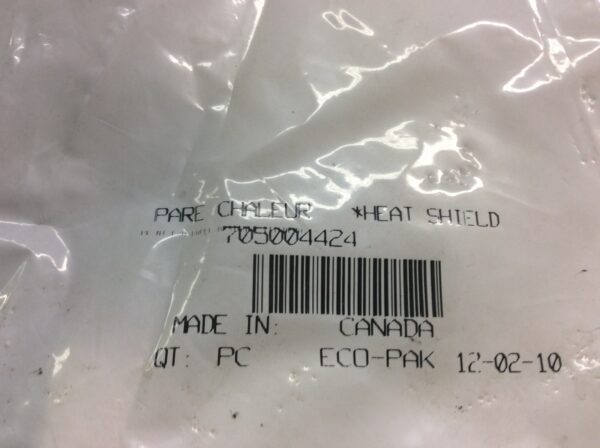 PARE CHALEUR *HEAT SHIELD
705004424
MADE IN: CANADA
QT: PC ECO-PAK 12-02-10